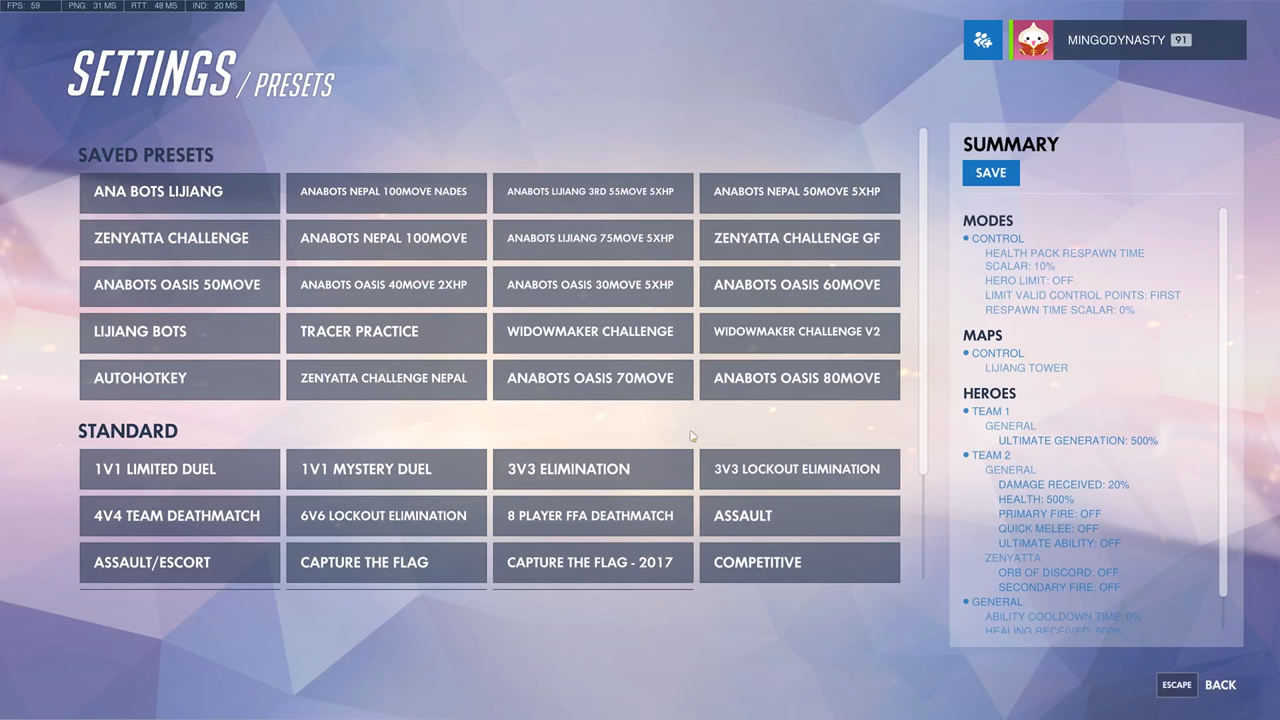 FPS: 59 PNG: 31 MS RTT: 48 MS IND: 20 MS
MINGODYNASTY 91
SETTINGS / PRESETS
SAVED PRESETS
ANA BOTS LIJIANG
ANABOTS NEPAL 100MOVE NADES
ANABOTS LIJIANG 3RD 55MOVE 5XHP
ANABOTS NEPAL 50MOVE 5XHP
ZENYATTA CHALLENGE
ANABOTS NEPAL 100MOVE
ANABOTS LIJIANG 75MOVE 5XHP
ZENYATTA CHALLENGE GF
ANABOTS OASIS 50MOVE
ANABOTS OASIS 40MOVE 2XHP
ANABOTS OASIS 30MOVE 5XHP
ANABOTS OASIS 60MOVE
LIJIANG BOTS
TRACER PRACTICE
WIDOWMAKER CHALLENGE
WIDOWMAKER CHALLENGE V2
AUTOHOTKEY
ZENYATTA CHALLENGE NEPAL
ANABOTS OASIS 70MOVE
ANABOTS OASIS 80MOVE
STANDARD
1V1 LIMITED DUEL
1V1 MYSTERY DUEL
3V3 ELIMINATION
3V3 LOCKOUT ELIMINATION
4V4 TEAM DEATHMATCH
6V6 LOCKOUT ELIMINATION
8 PLAYER FFA DEATHMATCH
ASSAULT
ASSAULT/ESCORT
CAPTURE THE FLAG
CAPTURE THE FLAG - 2017
COMPETITIVE
SUMMARY
SAVE
MODES
CONTROL
HEALTH PACK RESPAWN TIME
SCALAR: 10%
HERO LIMIT: OFF
LIMIT VALID CONTROL POINTS: FIRST
RESPAWN TIME SCALAR: 0%
MAPS
CONTROL
LIJIANG TOWER
HEROES
TEAM 1
GENERAL
ULTIMATE GENERATION: 500%
TEAM 2
GENERAL
DAMAGE RECEIVED: 20%
HEALTH: 500%
PRIMARY FIRE: OFF
QUICK MELEE: OFF
ULTIMATE ABILITY: OFF
ZENYATTA
ORB OF DISCORD: OFF
SECONDARY FIRE: OFF
GENERAL
ABILITY COOLDOWN TIME: 0%
HEALING RECEIVED: 500%
ESCAPE BACK